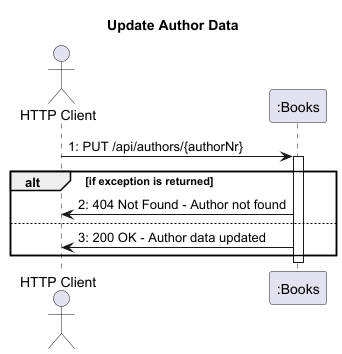 Update Author Data
HTTP Client
:Books
1: PUT /api/authors/{authorNr}
alt
[if exception is returned]
2: 404 Not Found - Author not found
3: 200 OK - Author data updated
HTTP Client
:Books